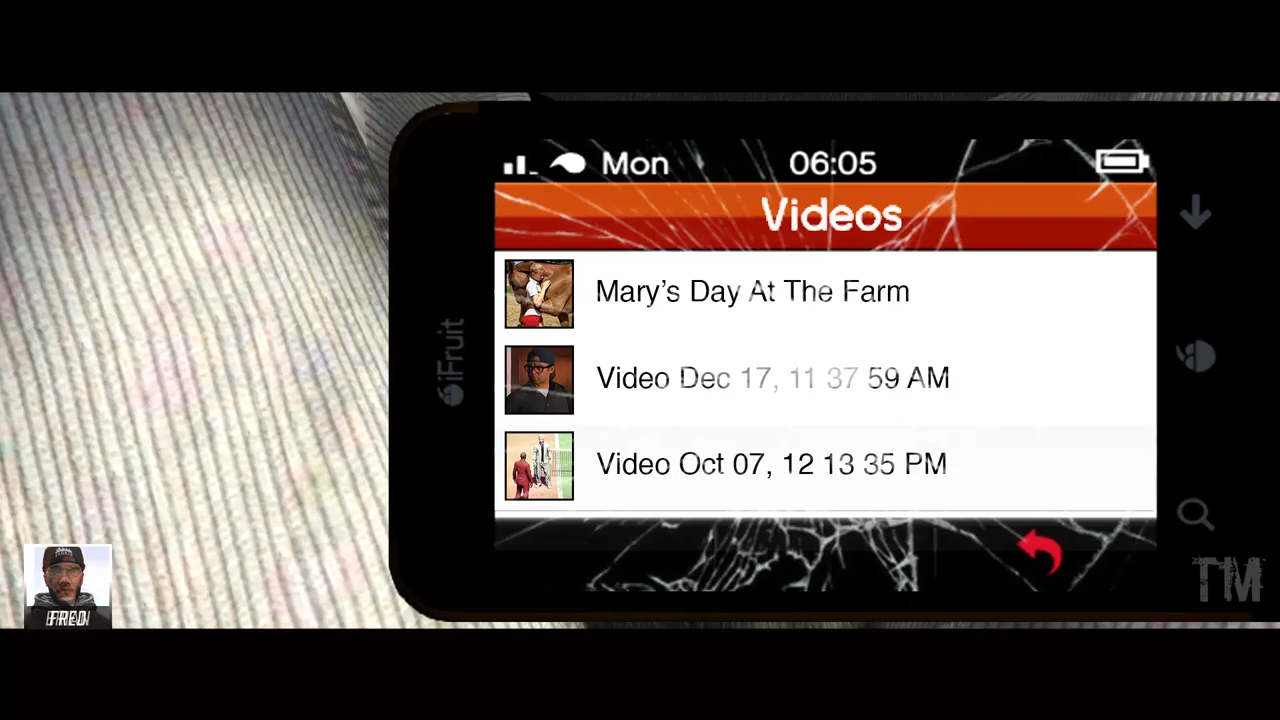 Mon 06:05
Videos
Mary's Day At The Farm
Video Dec 17, 11 37 59 AM
Video Oct 07, 12 13 35 PM
iFruit
TM
FRED